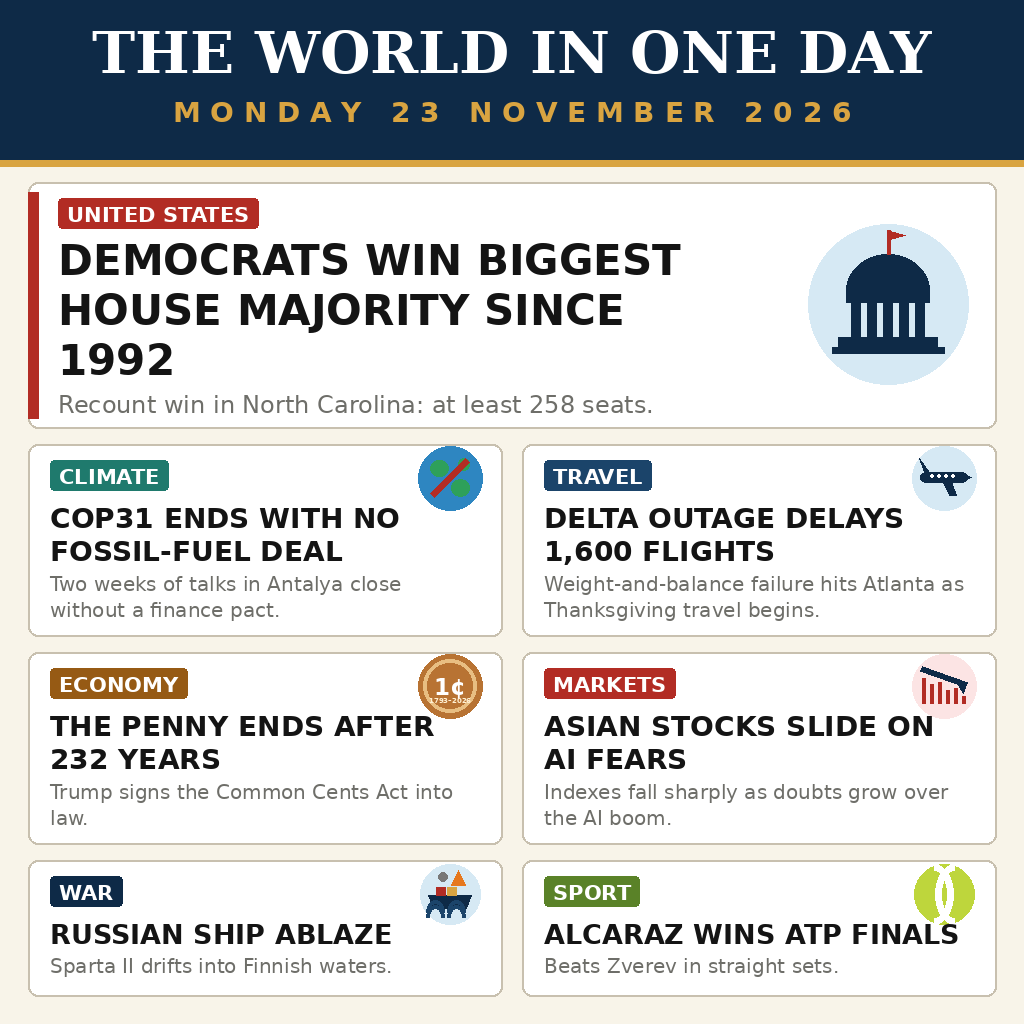 THE WORLD IN ONE DAY
MONDAY 23 NOVEMBER 2026
UNITED STATES
DEMOCRATS WIN BIGGEST
HOUSE MAJORITY SINCE
1992
Recount win in North Carolina: at least 258 seats.
CLIMATE
COP31 ENDS WITH NO
FOSSIL-FUEL DEAL
Two weeks of talks in Antalya close
without a finance pact.
TRAVEL
DELTA OUTAGE DELAYS
1,600 FLIGHTS
Weight-and-balance failure hits Atlanta as
Thanksgiving travel begins.
ECONOMY
1¢
1793–2026
THE PENNY ENDS AFTER
232 YEARS
Trump signs the Common Cents Act into
law.
MARKETS
ASIAN STOCKS SLIDE ON
AI FEARS
Indexes fall sharply as doubts grow over
the AI boom.
WAR
RUSSIAN SHIP ABLAZE
Sparta II drifts into Finnish waters.
SPORT
ALCARAZ WINS ATP FINALS
Beats Zverev in straight sets.